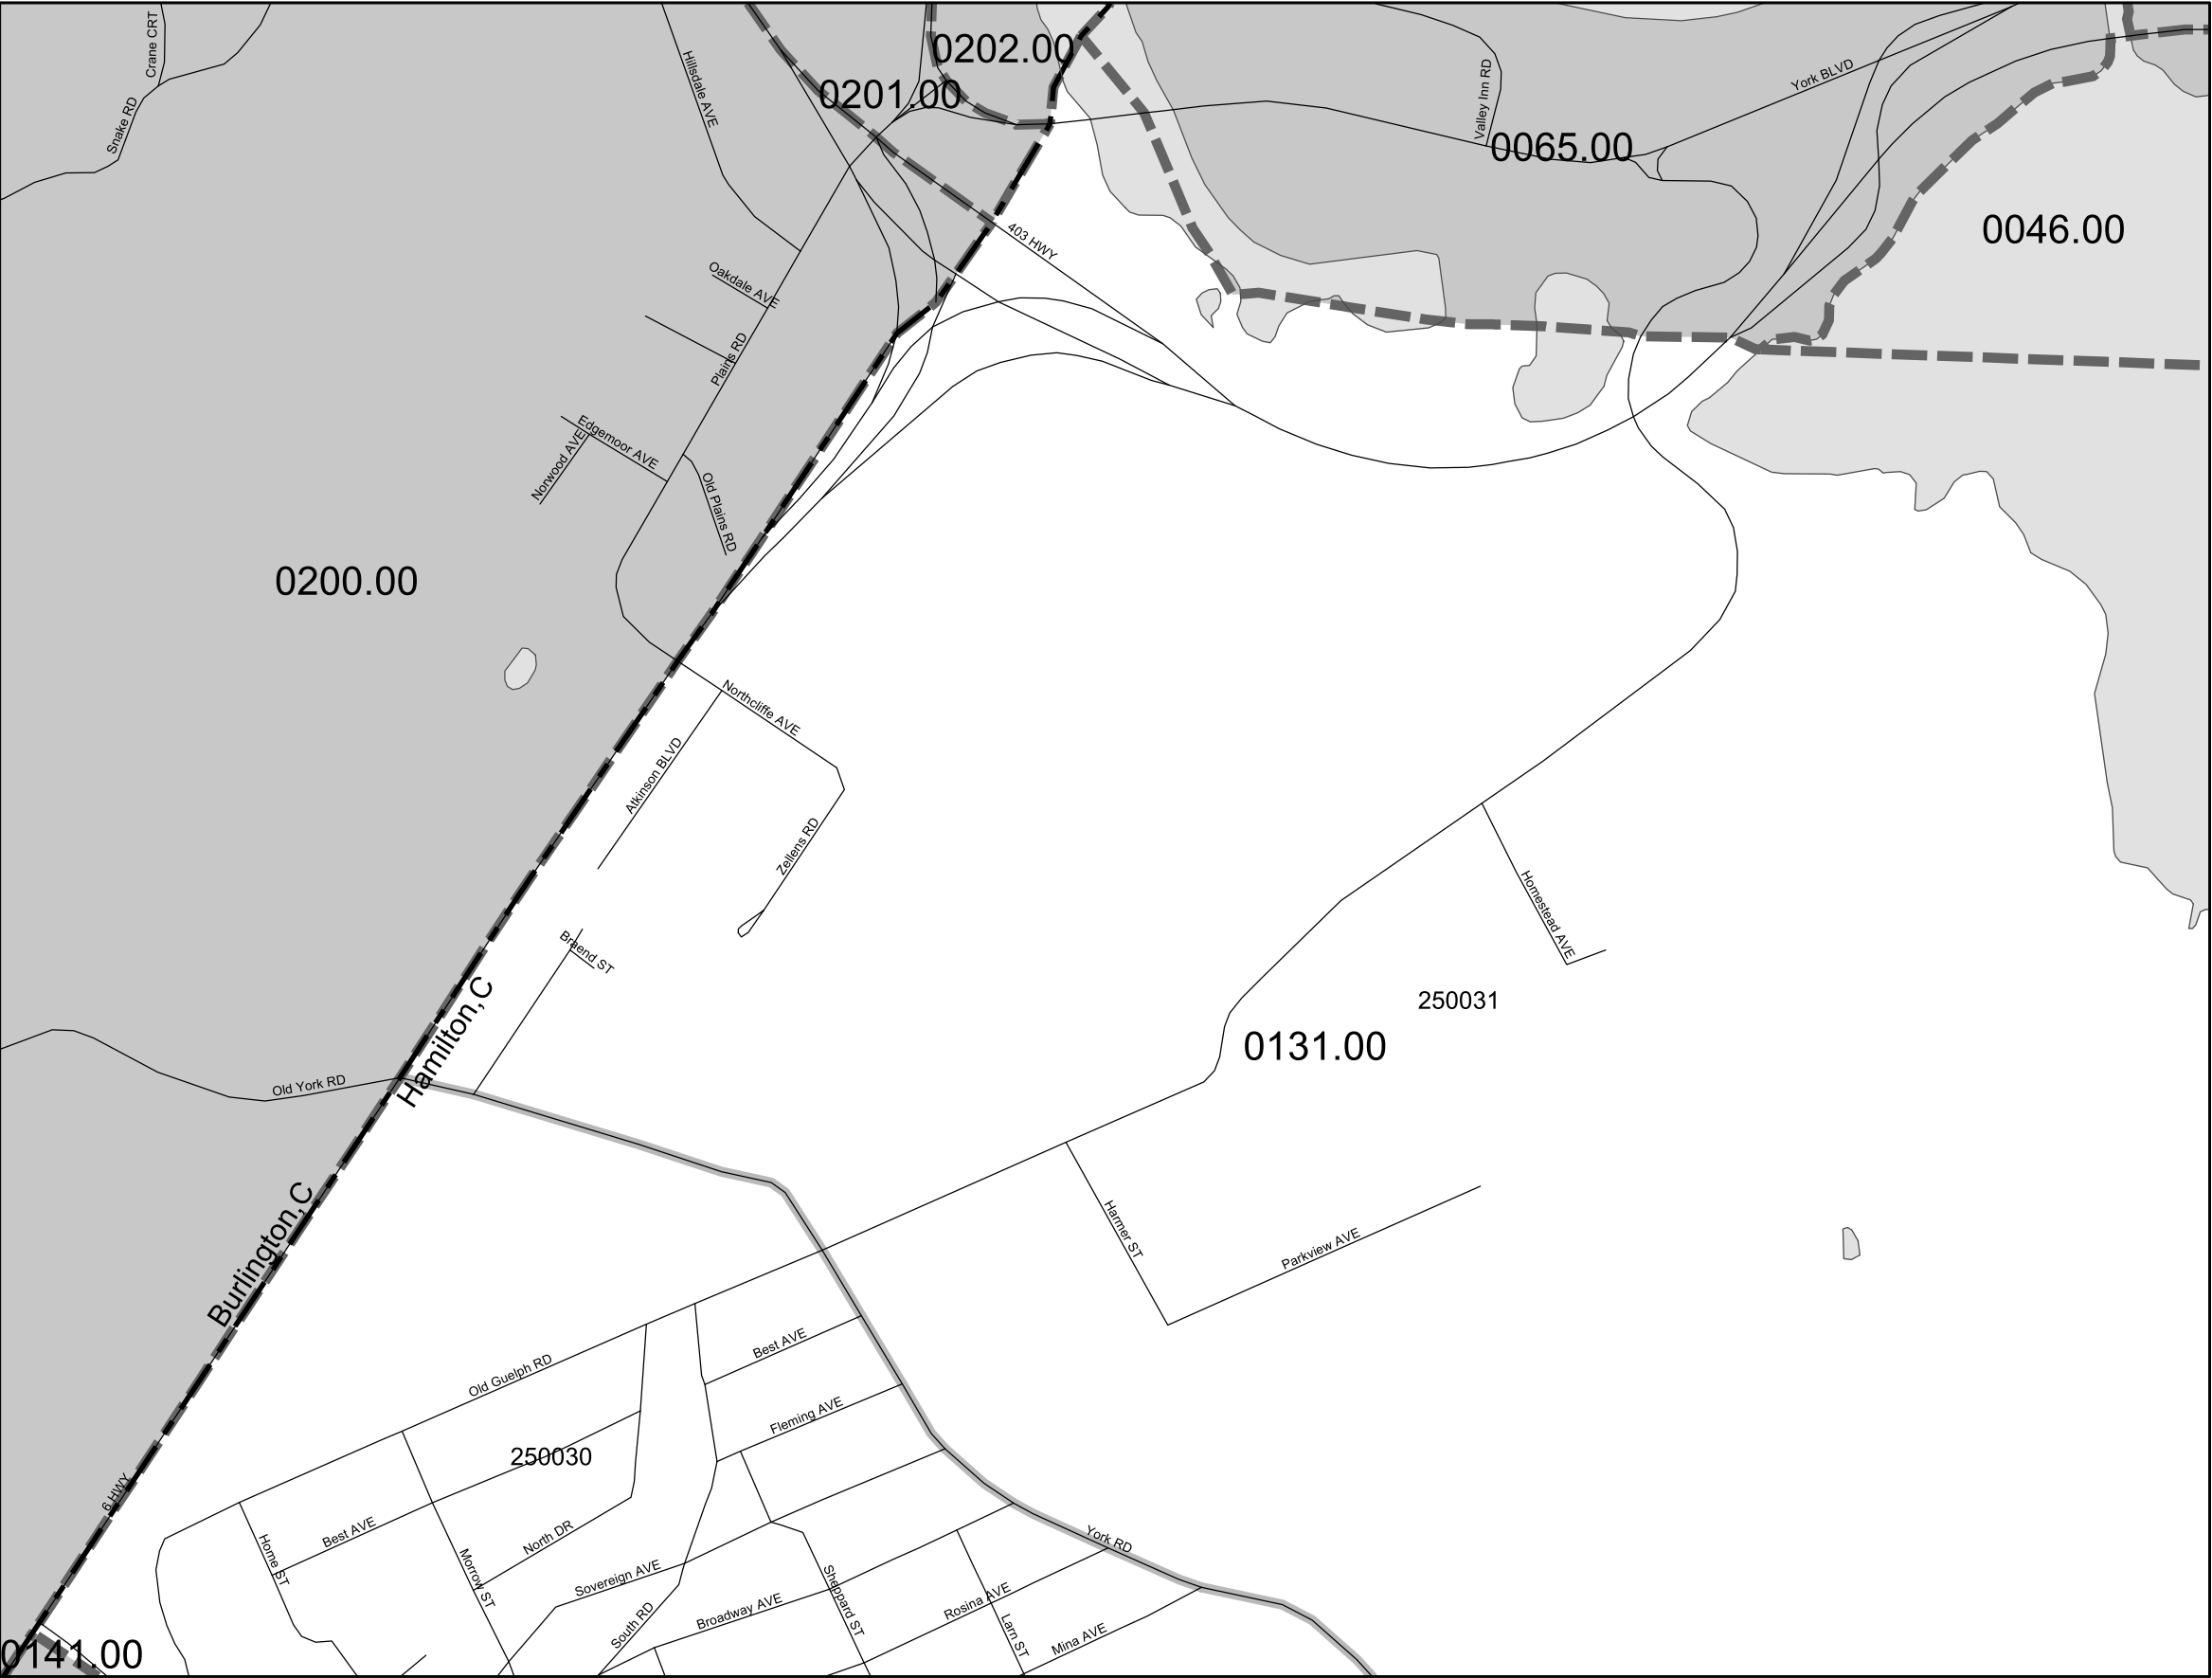 Crane CRT
Hillsdale AVE
0202.00
Valley Inn RD
York BLVD
0201.00
Snake RD
0065.00
0046.00
403 HWY
Oakdale AVE
Plains RD
Edgemoor AVE
Norwood AVE
Old Plains RD
0200.00
Northcliffe AVE
Atkinson BLVD
Zellens RD
Homestead AVE
Braend ST
250031
Hamilton,C
0131.00
Old York RD
Burlington,C
Harmer ST
Parkview AVE
Best AVE
Old Guelph RD
Fleming AVE
250030
6 HWY
Best AVE
Home ST
North DR
York RD
Morrow ST
Sovereign AVE
Sheppard ST
Broadway AVE
Rosina AVE
South RD
Larn ST
Mina AVE
0141.00